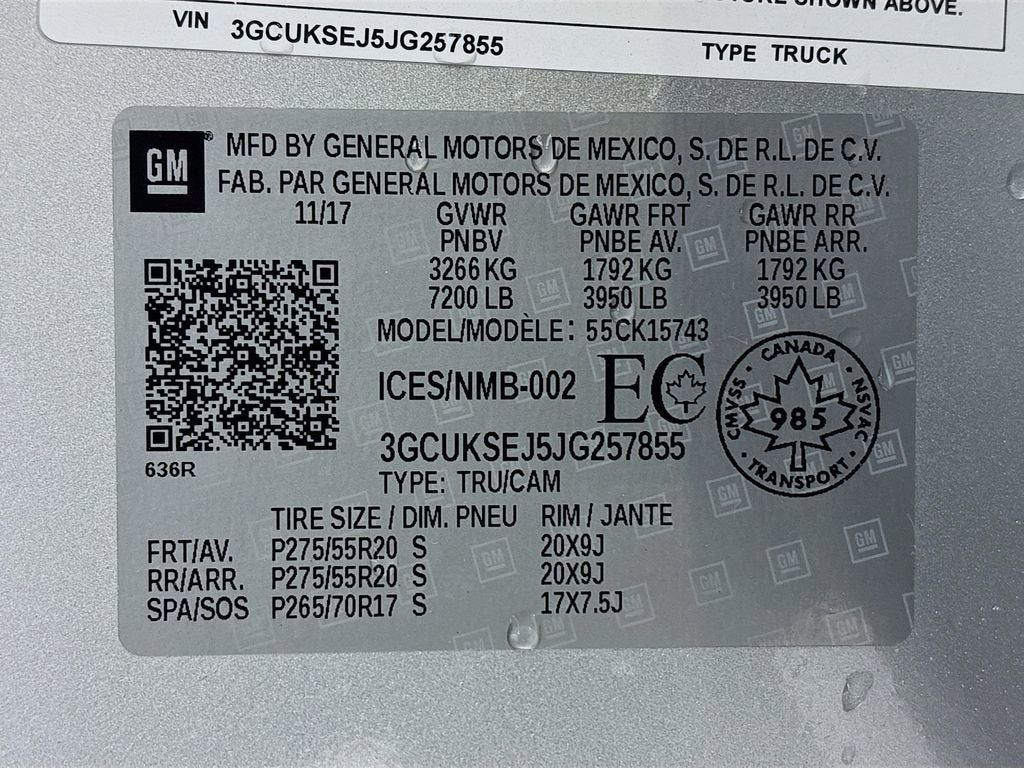 SHOWN ABOVE.
VIN 3GCUKSEJ5JG257855 TYPE TRUCK
GM ® MFD BY GENERAL MOTORS DE MEXICO, S. DE R.L. DE C.V.
FAB. PAR GENERAL MOTORS DE MEXICO, S. DE R.L. DE C.V.
11/17 GVWR GAWR FRT GAWR RR
PNBV PNBE AV. PNBE ARR.
3266 KG 1792 KG 1792 KG
7200 LB 3950 LB 3950 LB
MODEL/MODÈLE: 55CK15743
ICES/NMB-002 EC
CANADA
CMVSS · NSVAC
985
TRANSPORT
3GCUKSEJ5JG257855
636R
TYPE: TRU/CAM
TIRE SIZE / DIM. PNEU RIM / JANTE
FRT/AV. P275/55R20 S 20X9J
RR/ARR. P275/55R20 S 20X9J
SPA/SOS P265/70R17 S 17X7.5J